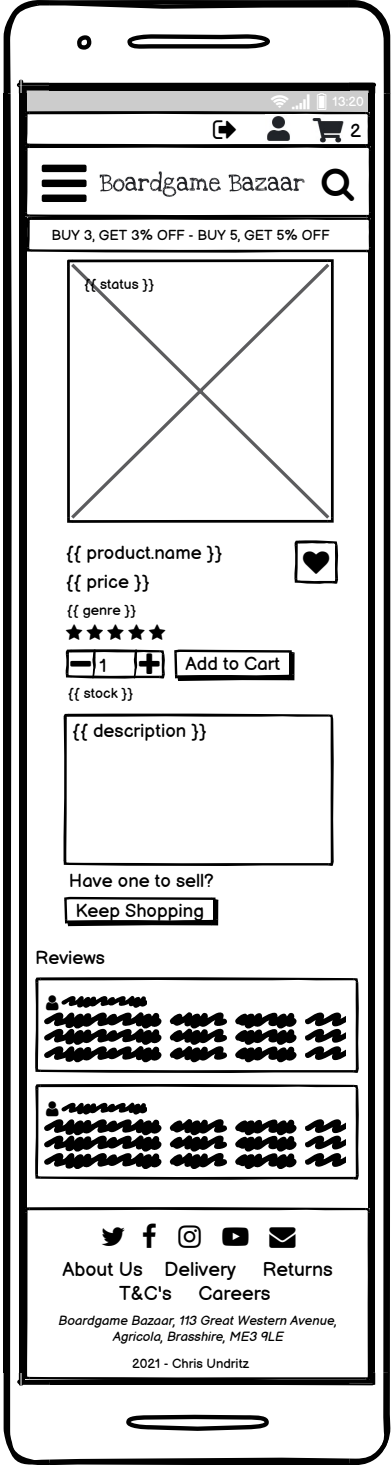 13:20
2
Boardgame Bazaar
BUY 3, GET 3% OFF - BUY 5, GET 5% OFF
{{ status }}
{{ product.name }}
{{ price }}
{{ genre }}
1
Add to Cart
{{ stock }}
{{ description }}
Have one to sell?
Keep Shopping
Reviews
About Us Delivery Returns
T&C's Careers
Boardgame Bazaar, 113 Great Western Avenue,
Agricola, Brasshire, ME3 9LE
2021 - Chris Undritz